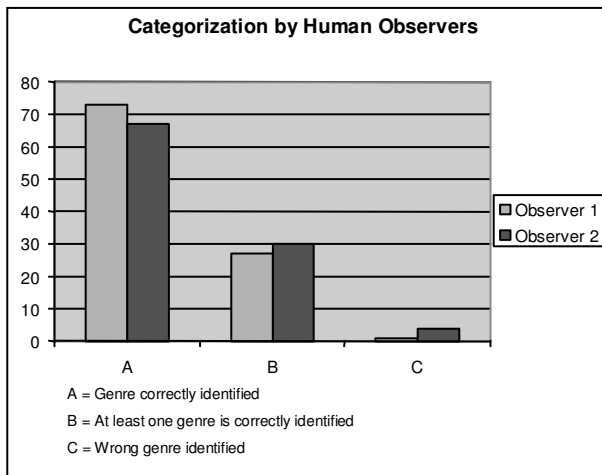 Categorization by Human Observers
80
70
60
50
40
30
20
10
0
A B C
Observer 1
Observer 2
A = Genre correctly identified
B = At least one genre is correctly identified
C = Wrong genre identified